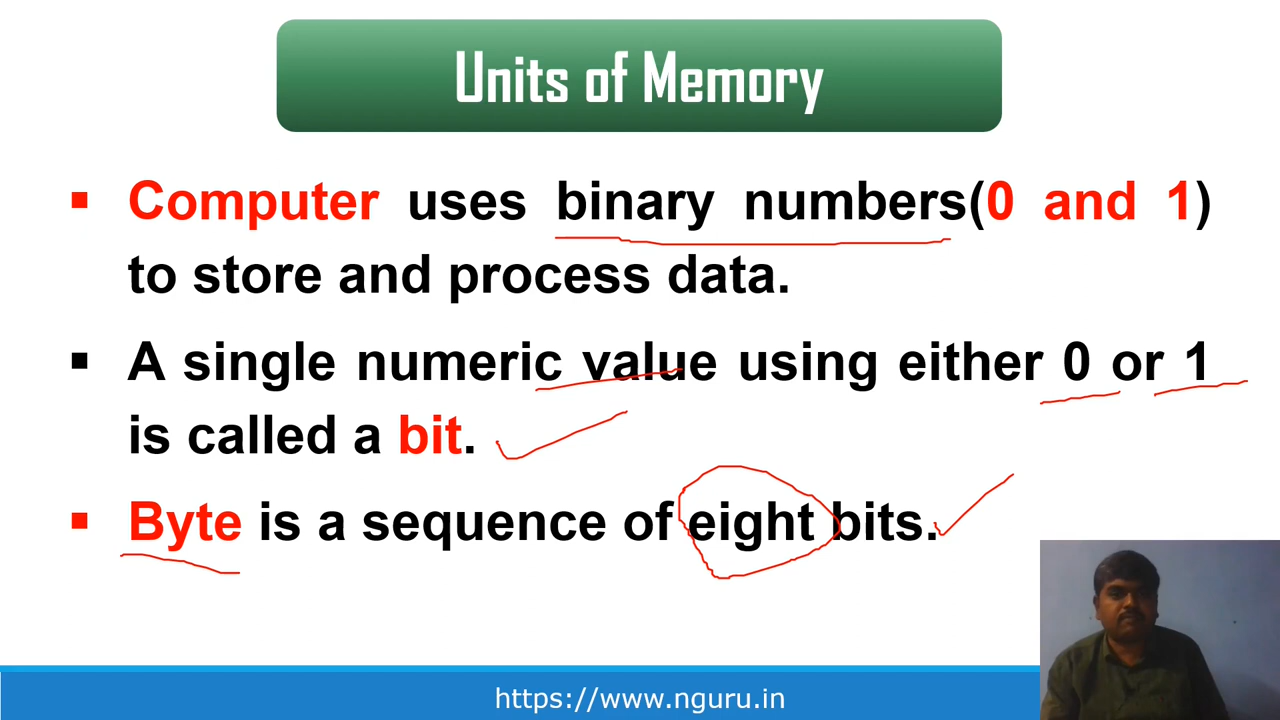 Units of Memory
▪ Computer uses binary numbers(0 and 1)
to store and process data.
▪ A single numeric value using either 0 or 1
is called a bit.
▪ Byte is a sequence of eight bits.
https://www.nguru.in